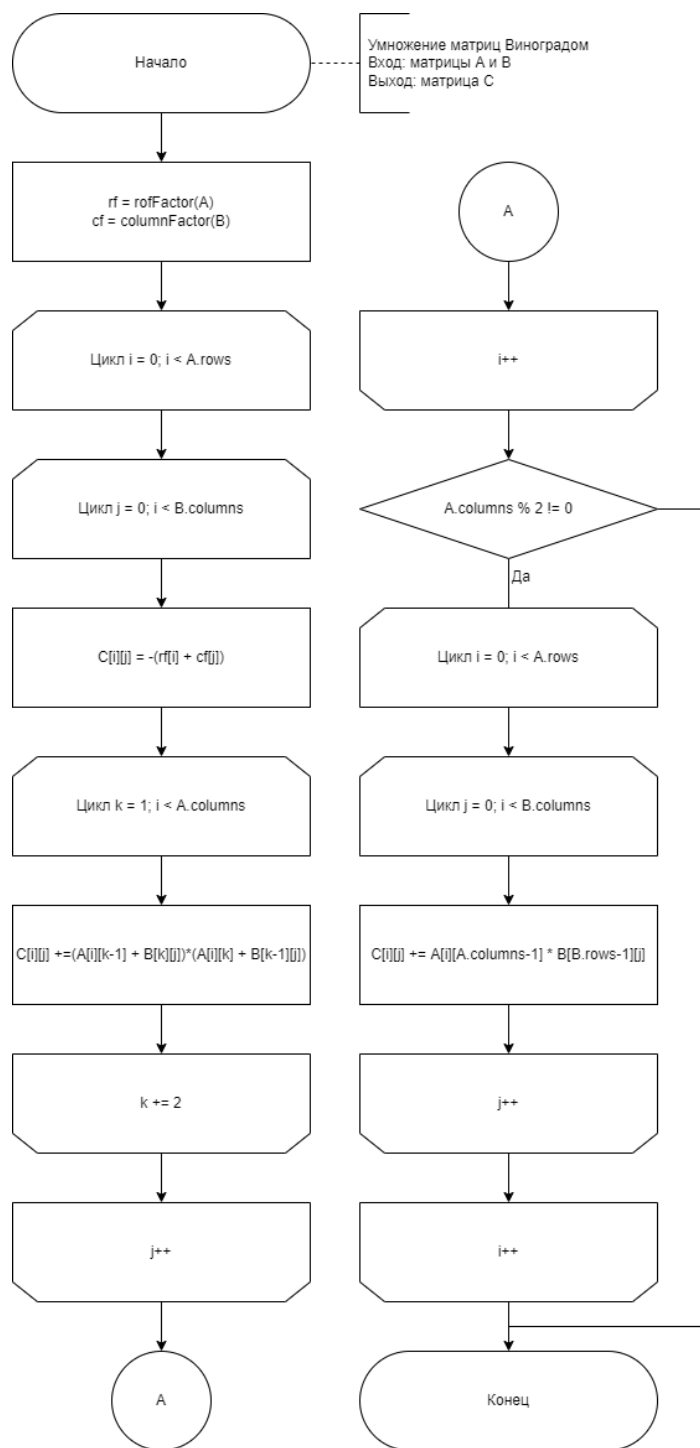 Начало
Умножение матриц Виноградом
Вход: матрицы A и B
Выход: матрица C
rf = rofFactor(A)
cf = columnFactor(B)
Цикл i = 0; i < A.rows
Цикл j = 0; i < B.columns
C[i][j] = -(rf[i] + cf[j])
Цикл k = 1; i < A.columns
C[i][j] +=(A[i][k-1] + B[k][j])*(A[i][k] + B[k-1][j])
k += 2
j++
A
A
i++
A.columns % 2 != 0
Да
Цикл i = 0; i < A.rows
Цикл j = 0; i < B.columns
C[i][j] += A[i][A.columns-1] * B[B.rows-1][j]
j++
i++
Конец